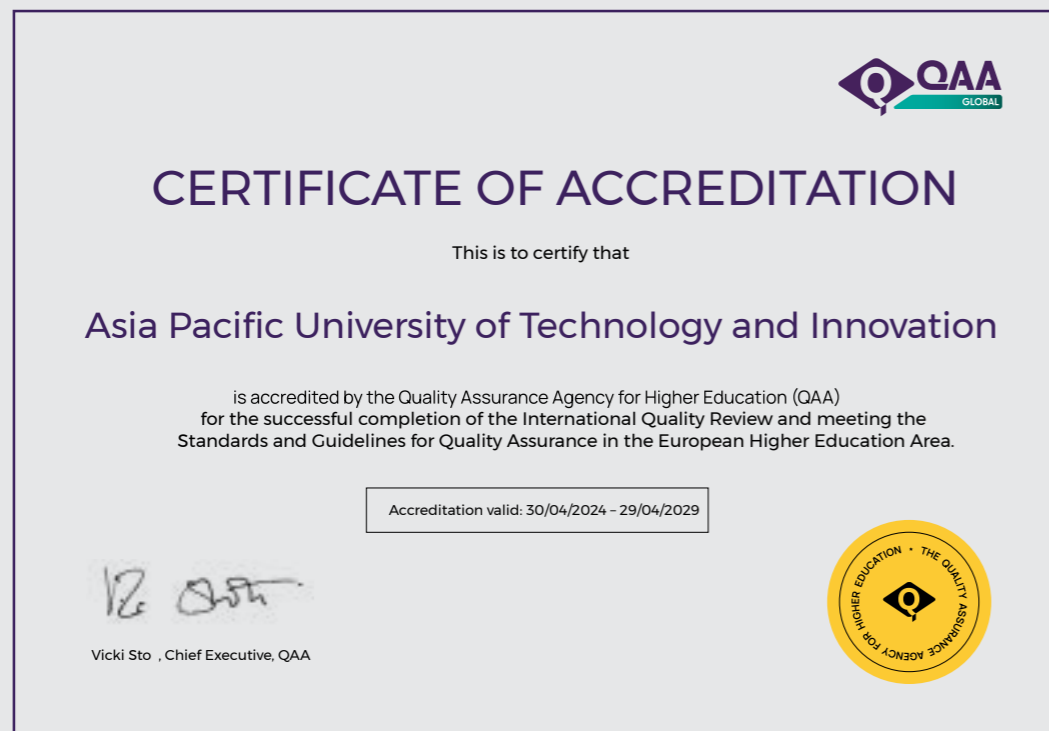 QAA
GLOBAL
CERTIFICATE OF ACCREDITATION
This is to certify that
Asia Pacific University of Technology and Innovation
is accredited by the Quality Assurance Agency for Higher Education (QAA)
for the successful completion of the International Quality Review and meeting the
Standards and Guidelines for Quality Assurance in the European Higher Education Area.
Accreditation valid: 30/04/2024 – 29/04/2029
Vicki Sto , Chief Executive, QAA
THE QUALITY ASSURANCE AGENCY FOR HIGHER EDUCATION •